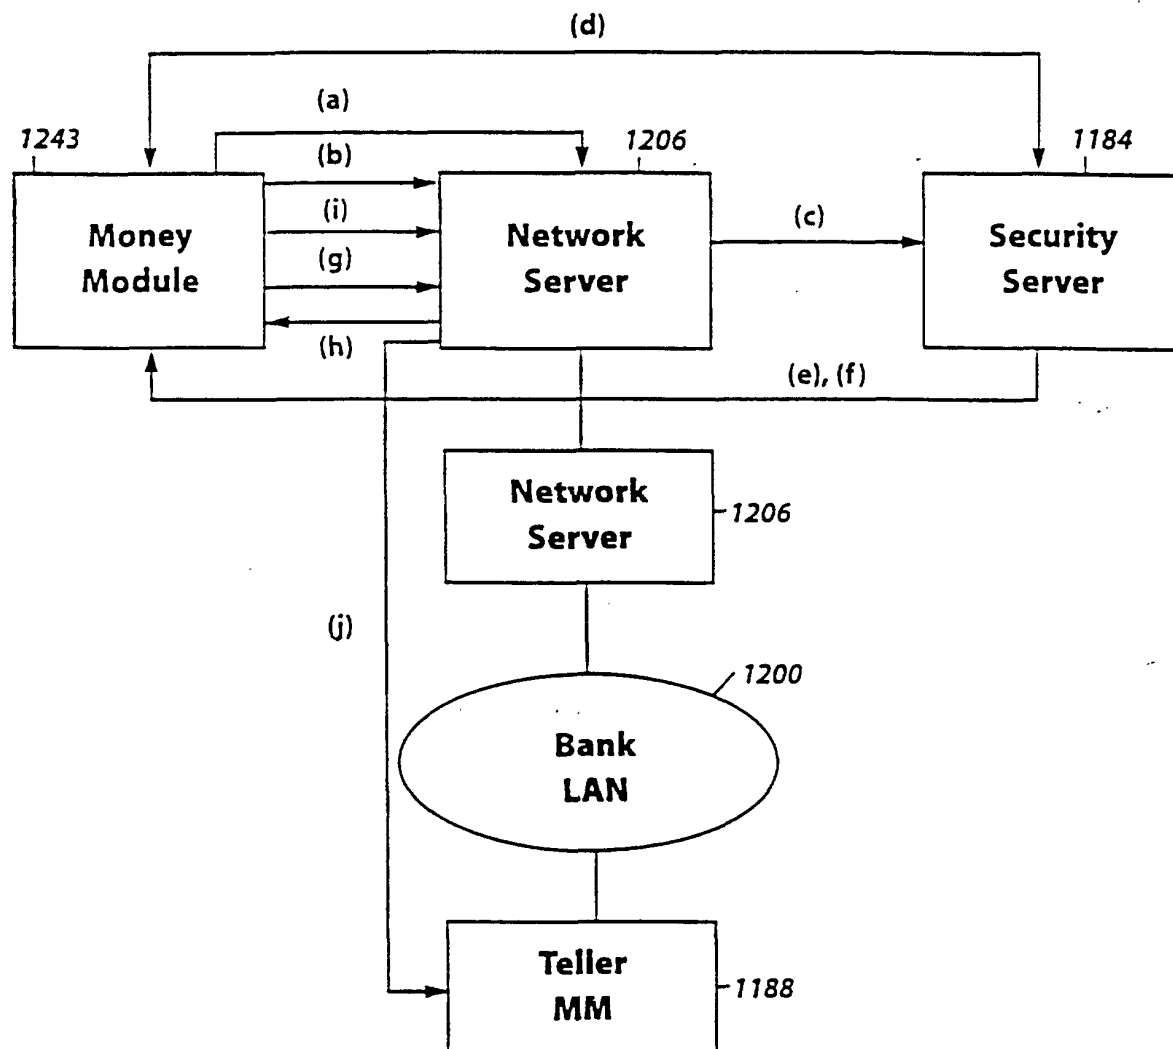 (d)
(a)
1243
1206
1184
(b)
(i)
(g)
(h)
Money
Module
Network
Server
(c)
Security
Server
(e), (f)
Network
Server
1206
(j)
1200
Bank
LAN
Teller
MM
1188